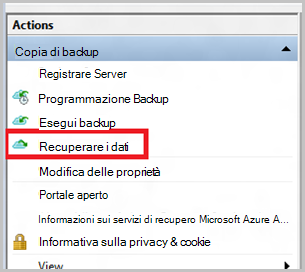 Actions
Copia di backup
Registrare Server
Programmazione Backup
Esegui backup
Recuperare i dati
Modifica delle proprietà
Portale aperto
Informazioni sui servizi di recupero Microsoft Azure A...
Informativa sulla privacy & cookie
View